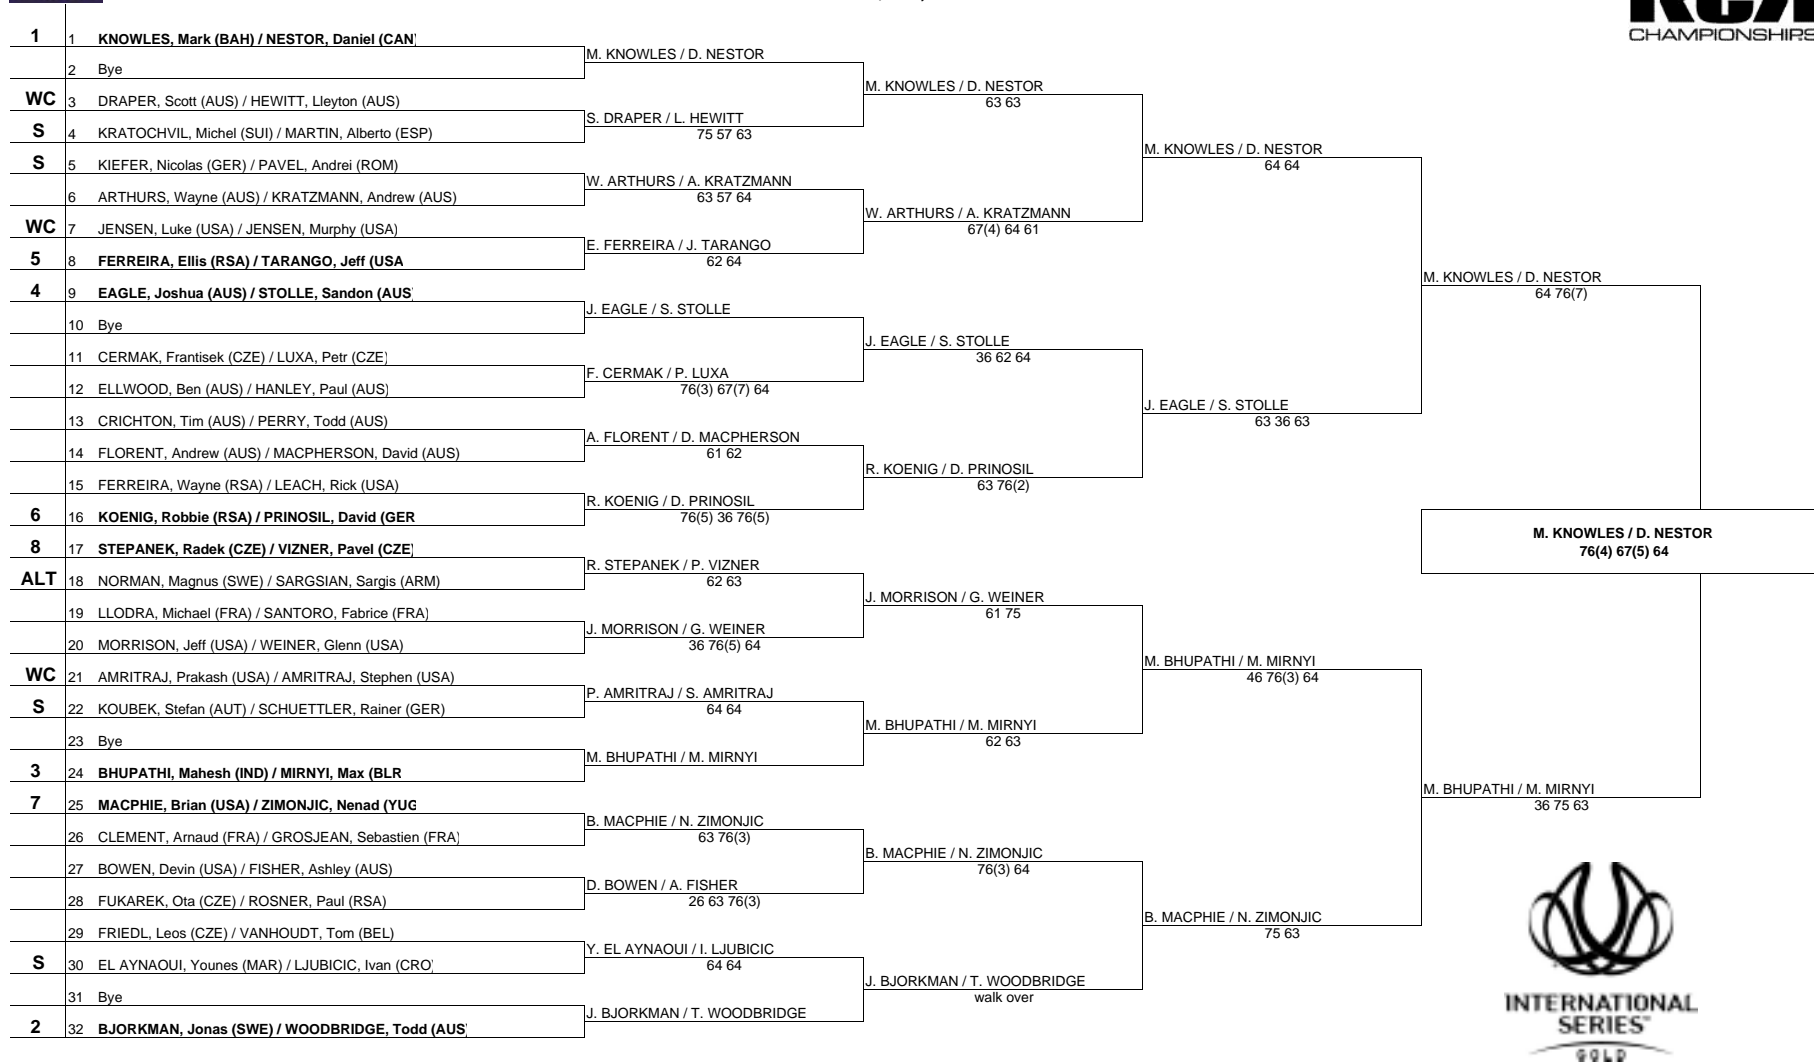 RCA
CHAMPIONSHIPS
1 1 KNOWLES, Mark (BAH) / NESTOR, Daniel (CAN)
2 Bye
WC 3 DRAPER, Scott (AUS) / HEWITT, Lleyton (AUS)
S 4 KRATOCHVIL, Michel (SUI) / MARTIN, Alberto (ESP)
S 5 KIEFER, Nicolas (GER) / PAVEL, Andrei (ROM)
6 ARTHURS, Wayne (AUS) / KRATZMANN, Andrew (AUS)
WC 7 JENSEN, Luke (USA) / JENSEN, Murphy (USA)
5 8 FERREIRA, Ellis (RSA) / TARANGO, Jeff (USA
4 9 EAGLE, Joshua (AUS) / STOLLE, Sandon (AUS)
10 Bye
11 CERMAK, Frantisek (CZE) / LUXA, Petr (CZE)
12 ELLWOOD, Ben (AUS) / HANLEY, Paul (AUS)
13 CRICHTON, Tim (AUS) / PERRY, Todd (AUS)
14 FLORENT, Andrew (AUS) / MACPHERSON, David (AUS)
15 FERREIRA, Wayne (RSA) / LEACH, Rick (USA)
6 16 KOENIG, Robbie (RSA) / PRINOSIL, David (GER
8 17 STEPANEK, Radek (CZE) / VIZNER, Pavel (CZE)
ALT 18 NORMAN, Magnus (SWE) / SARGSIAN, Sargis (ARM)
19 LLODRA, Michael (FRA) / SANTORO, Fabrice (FRA)
20 MORRISON, Jeff (USA) / WEINER, Glenn (USA)
WC 21 AMRITRAJ, Prakash (USA) / AMRITRAJ, Stephen (USA)
S 22 KOUBEK, Stefan (AUT) / SCHUETTLER, Rainer (GER)
23 Bye
3 24 BHUPATHI, Mahesh (IND) / MIRNYI, Max (BLR
7 25 MACPHIE, Brian (USA) / ZIMONJIC, Nenad (YUG
26 CLEMENT, Arnaud (FRA) / GROSJEAN, Sebastien (FRA)
27 BOWEN, Devin (USA) / FISHER, Ashley (AUS)
28 FUKAREK, Ota (CZE) / ROSNER, Paul (RSA)
29 FRIEDL, Leos (CZE) / VANHOUDT, Tom (BEL)
S 30 EL AYNAOUI, Younes (MAR) / LJUBICIC, Ivan (CRO)
31 Bye
2 32 BJORKMAN, Jonas (SWE) / WOODBRIDGE, Todd (AUS)
M. KNOWLES / D. NESTOR
S. DRAPER / L. HEWITT
75 57 63
W. ARTHURS / A. KRATZMANN
63 57 64
E. FERREIRA / J. TARANGO
62 64
J. EAGLE / S. STOLLE
F. CERMAK / P. LUXA
76(3) 67(7) 64
A. FLORENT / D. MACPHERSON
61 62
R. KOENIG / D. PRINOSIL
76(5) 36 76(5)
R. STEPANEK / P. VIZNER
62 63
J. MORRISON / G. WEINER
36 76(5) 64
P. AMRITRAJ / S. AMRITRAJ
64 64
M. BHUPATHI / M. MIRNYI
B. MACPHIE / N. ZIMONJIC
63 76(3)
D. BOWEN / A. FISHER
26 63 76(3)
Y. EL AYNAOUI / I. LJUBICIC
64 64
J. BJORKMAN / T. WOODBRIDGE
M. KNOWLES / D. NESTOR
63 63
W. ARTHURS / A. KRATZMANN
67(4) 64 61
J. EAGLE / S. STOLLE
36 62 64
R. KOENIG / D. PRINOSIL
63 76(2)
J. MORRISON / G. WEINER
61 75
M. BHUPATHI / M. MIRNYI
62 63
B. MACPHIE / N. ZIMONJIC
76(3) 64
J. BJORKMAN / T. WOODBRIDGE
walk over
M. KNOWLES / D. NESTOR
64 64
J. EAGLE / S. STOLLE
63 36 63
M. BHUPATHI / M. MIRNYI
46 76(3) 64
B. MACPHIE / N. ZIMONJIC
75 63
M. KNOWLES / D. NESTOR
64 76(7)
M. BHUPATHI / M. MIRNYI
36 75 63
M. KNOWLES / D. NESTOR
76(4) 67(5) 64
INTERNATIONAL
SERIES
GOLD